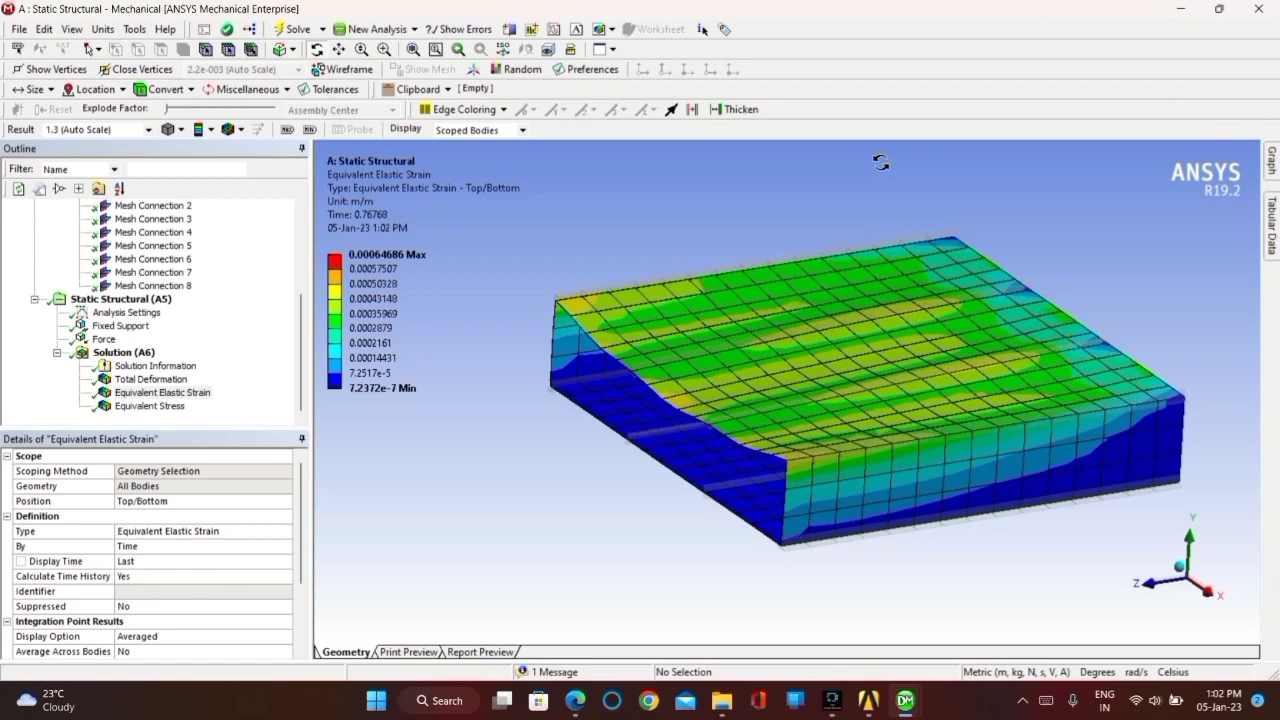 A : Static Structural - Mechanical [ANSYS Mechanical Enterprise]
File Edit View Units Tools Help Solve New Analysis ?/ Show Errors A Worksheet
Show Vertices Close Vertices 2.2e-003 (Auto Scale) Wireframe Show Mesh Random Preferences
Size Location Convert Miscellaneous Tolerances Clipboard [ Empty ]
Reset Explode Factor: Assembly Center Edge Coloring Thicken
Result 1.3 (Auto Scale) Probe Display Scoped Bodies
Outline
Filter: Name
Mesh Connection 2
Mesh Connection 3
Mesh Connection 4
Mesh Connection 5
Mesh Connection 6
Mesh Connection 7
Mesh Connection 8
Static Structural (A5)
Analysis Settings
Fixed Support
Force
Solution (A6)
Solution Information
Total Deformation
Equivalent Elastic Strain
Equivalent Stress
Details of "Equivalent Elastic Strain"
Scope
Scoping Method Geometry Selection
Geometry All Bodies
Position Top/Bottom
Definition
Type Equivalent Elastic Strain
By Time
Display Time Last
Calculate Time History Yes
Identifier
Suppressed No
Integration Point Results
Display Option Averaged
Average Across Bodies No
A: Static Structural
Equivalent Elastic Strain
Type: Equivalent Elastic Strain - Top/Bottom
Unit: m/m
Time: 0.76768
05-Jan-23 1:02 PM
0.00064686 Max
0.00057507
0.00050328
0.00043148
0.00035969
0.0002879
0.0002161
0.00014431
7.2517e-5
7.2372e-7 Min
ANSYS
R19.2
Graph
Tabular Data
Y
Z
X
Geometry Print Preview Report Preview
1 Message No Selection Metric (m, kg, N, s, V, A) Degrees rad/s Celsius
23°C
Cloudy
Search
DM
ENG
IN
1:02 PM
05-Jan-23
2